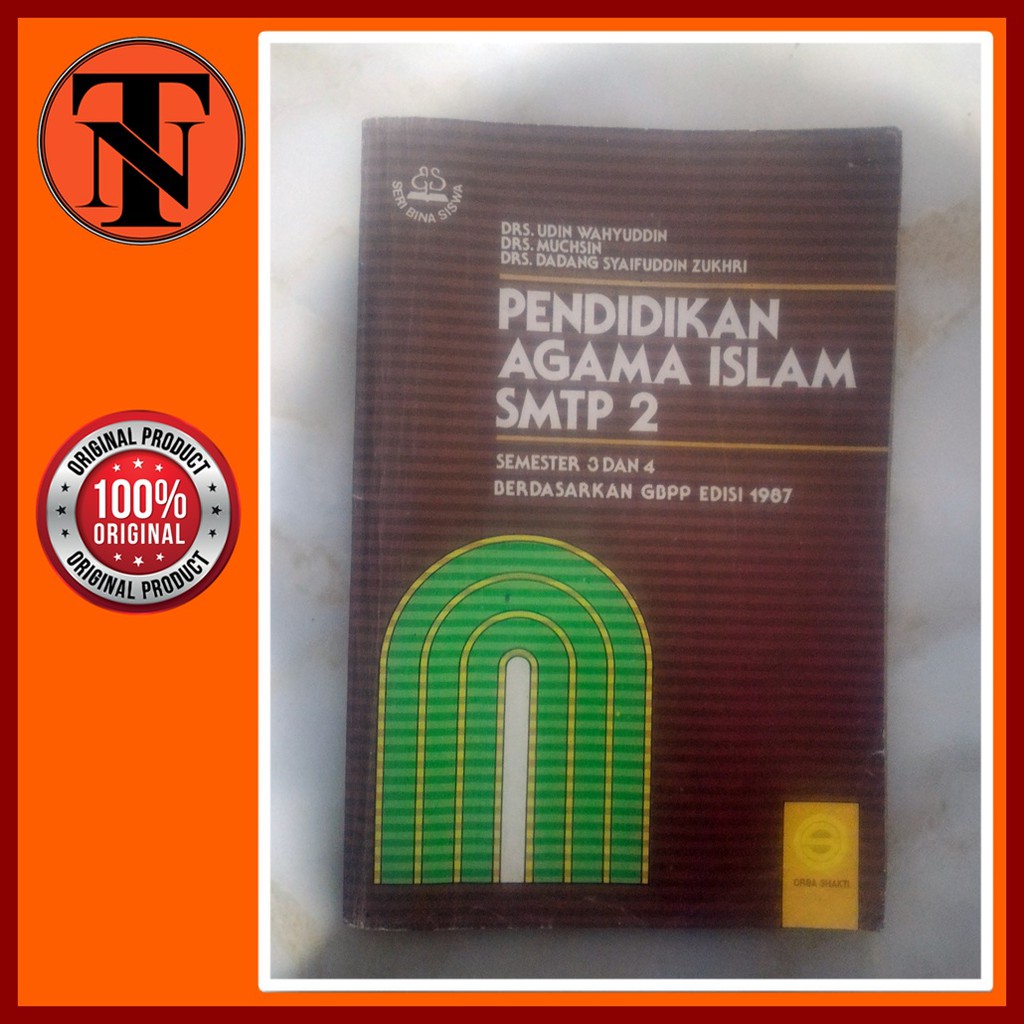 TN
ORIGINAL PRODUCT
100%
ORIGINAL
ORIGINAL PRODUCT
GS
SERI BINA SISWA
DRS. UDIN WAHYUDDIN
DRS. MUCHSIN
DRS. DADANG SYAIFUDDIN ZUKHRI
PENDIDIKAN
AGAMA ISLAM
SMTP 2
SEMESTER 3 DAN 4
BERDASARKAN GBPP EDISI 1987
ORBA SHAKTI